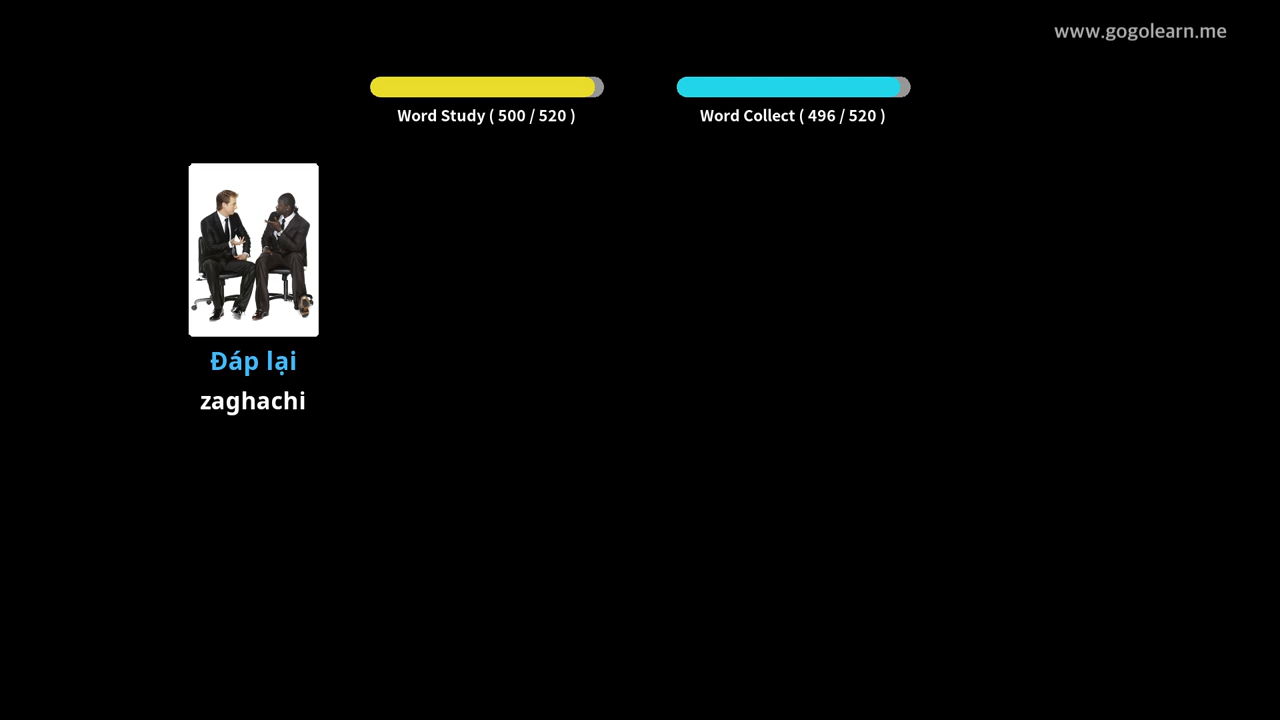 www.gogolearn.me
Word Study ( 500 / 520 )
Word Collect ( 496 / 520 )
Đáp lại
zaghachi